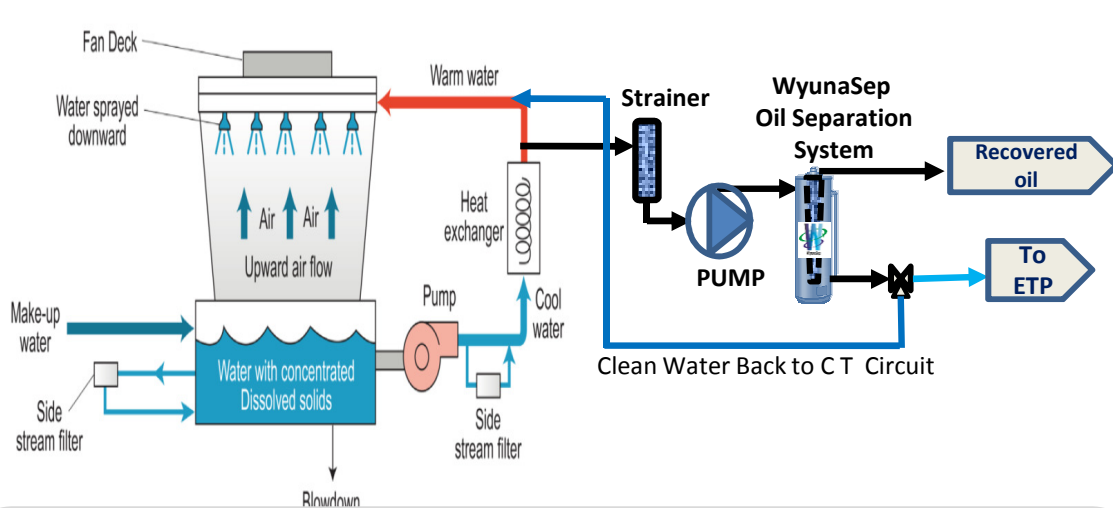 Fan Deck
Water sprayed
downward
Air
Air
Upward air flow
Make-up
water
Side
stream filter
Water with concentrated
Dissolved solids
Blowdown
Pump
Side
stream filter
Cool
water
Heat
exchanger
Warm water
Strainer
PUMP
WyunaSep
Oil Separation
System
Recovered
oil
To
ETP
Clean Water Back to C T Circuit